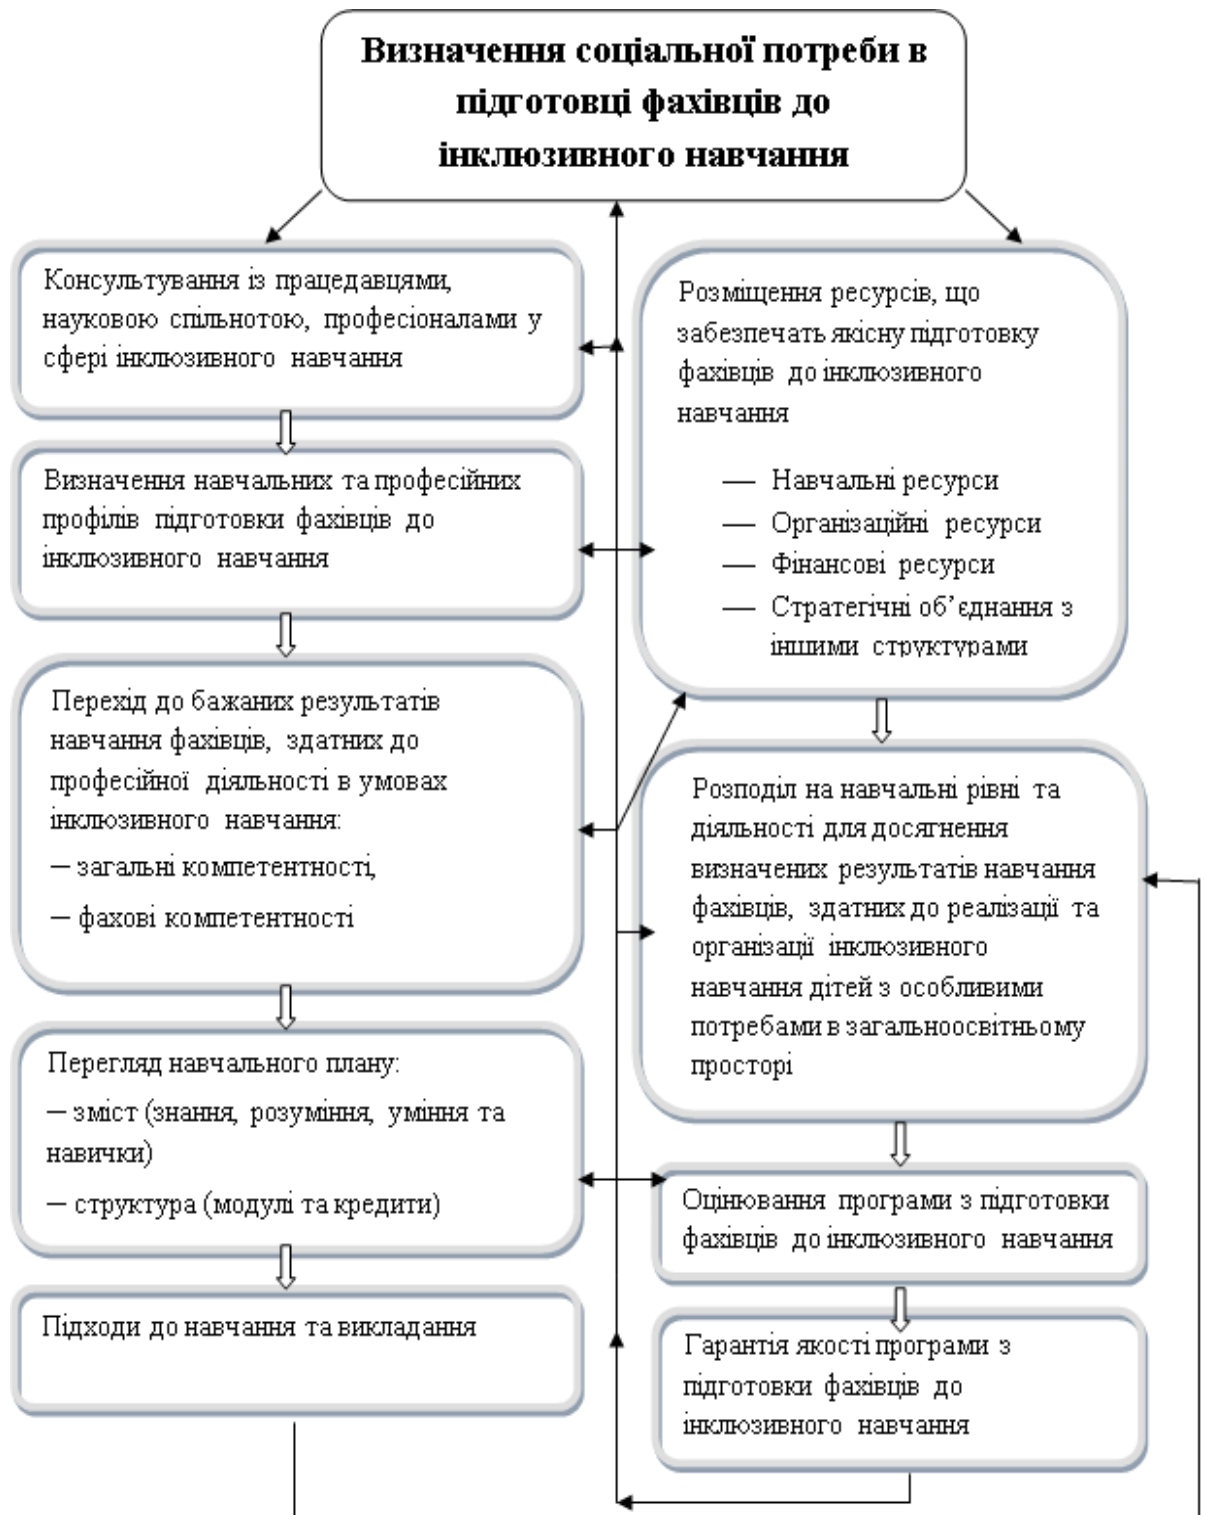 Визначення соціальної потреби в
підготовці фахівців до
інклюзивного навчання
Консультування із працедавцями,
науковою спільнотою, професіоналами у
сфері інклюзивного навчання
Визначення навчальних та професійних
профілів підготовки фахівців до
інклюзивного навчання
Перехід до бажаних результатів
навчання фахівців, здатних до
професійної діяльності в умовах
інклюзивного навчання:
— загальні компетентності,
— фахові компетентності
Перегляд навчального плану:
— зміст (знання, розуміння, уміння та
навички)
— структура (модулі та кредити)
Підходи до навчання та викладання
Розміщення ресурсів, що
забезпечать якісну підготовку
фахівців до інклюзивного
навчання
— Навчальні ресурси
— Організаційні ресурси
— Фінансові ресурси
— Стратегічні об’єднання з
іншими структурами
Розподіл на навчальні рівні та
діяльності для досягнення
визначених результатів навчання
фахівців, здатних до реалізації та
організації інклюзивного
навчання дітей з особливими
потребами в загальноосвітньому
просторі
Оцінювання програми з підготовки
фахівців до інклюзивного навчання
Гарантія якості програми з
підготовки фахівців до
інклюзивного навчання